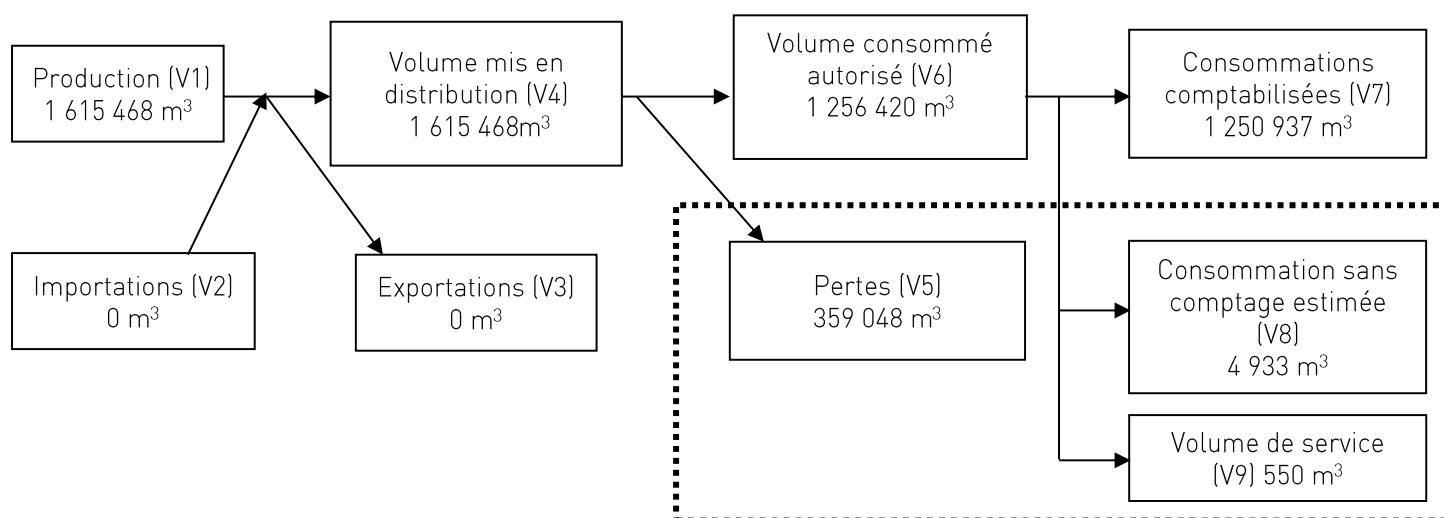 Production (V1)
1 615 468 m³
Volume mis en
distribution (V4)
1 615 468m³
Volume consommé
autorisé (V6)
1 256 420 m³
Consommations
comptabilisées (V7)
1 250 937 m³
Importations (V2)
0 m³
Exportations (V3)
0 m³
Pertes (V5)
359 048 m³
Consommation sans
comptage estimée
(V8)
4 933 m³
Volume de service
(V9) 550 m³